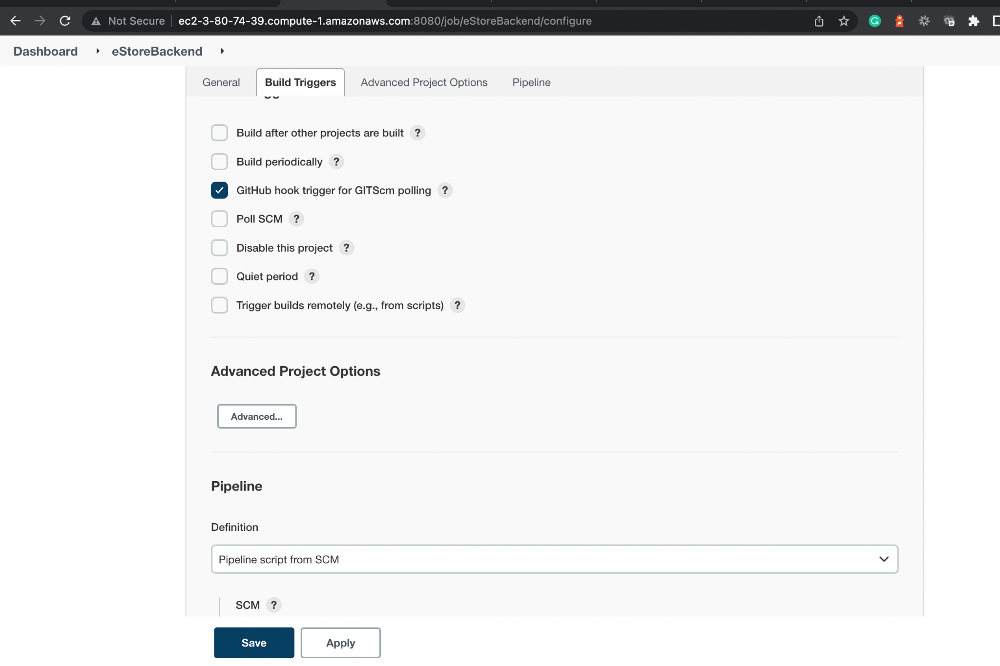 Not Secure ec2-3-80-74-39.compute-1.amazonaws.com:8080/job/eStoreBackend/configure
Dashboard eStoreBackend
General Build Triggers Advanced Project Options Pipeline
Build after other projects are built ?
Build periodically ?
GitHub hook trigger for GITScm polling ?
Poll SCM ?
Disable this project ?
Quiet period ?
Trigger builds remotely (e.g., from scripts) ?
Advanced Project Options
Advanced...
Pipeline
Definition
Pipeline script from SCM
SCM ?
Save Apply